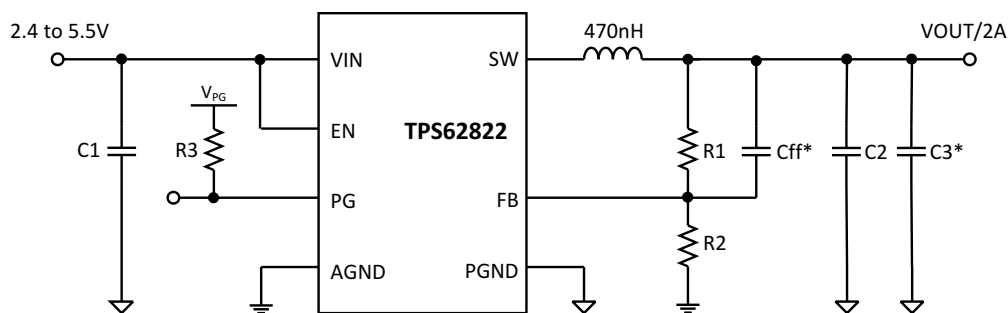 2.4 to 5.5V
470nH
VOUT/2A
VIN
SW
VPG
EN
TPS62822
C1
R3
R1
Cff*
C2
C3*
PG
FB
R2
AGND
PGND